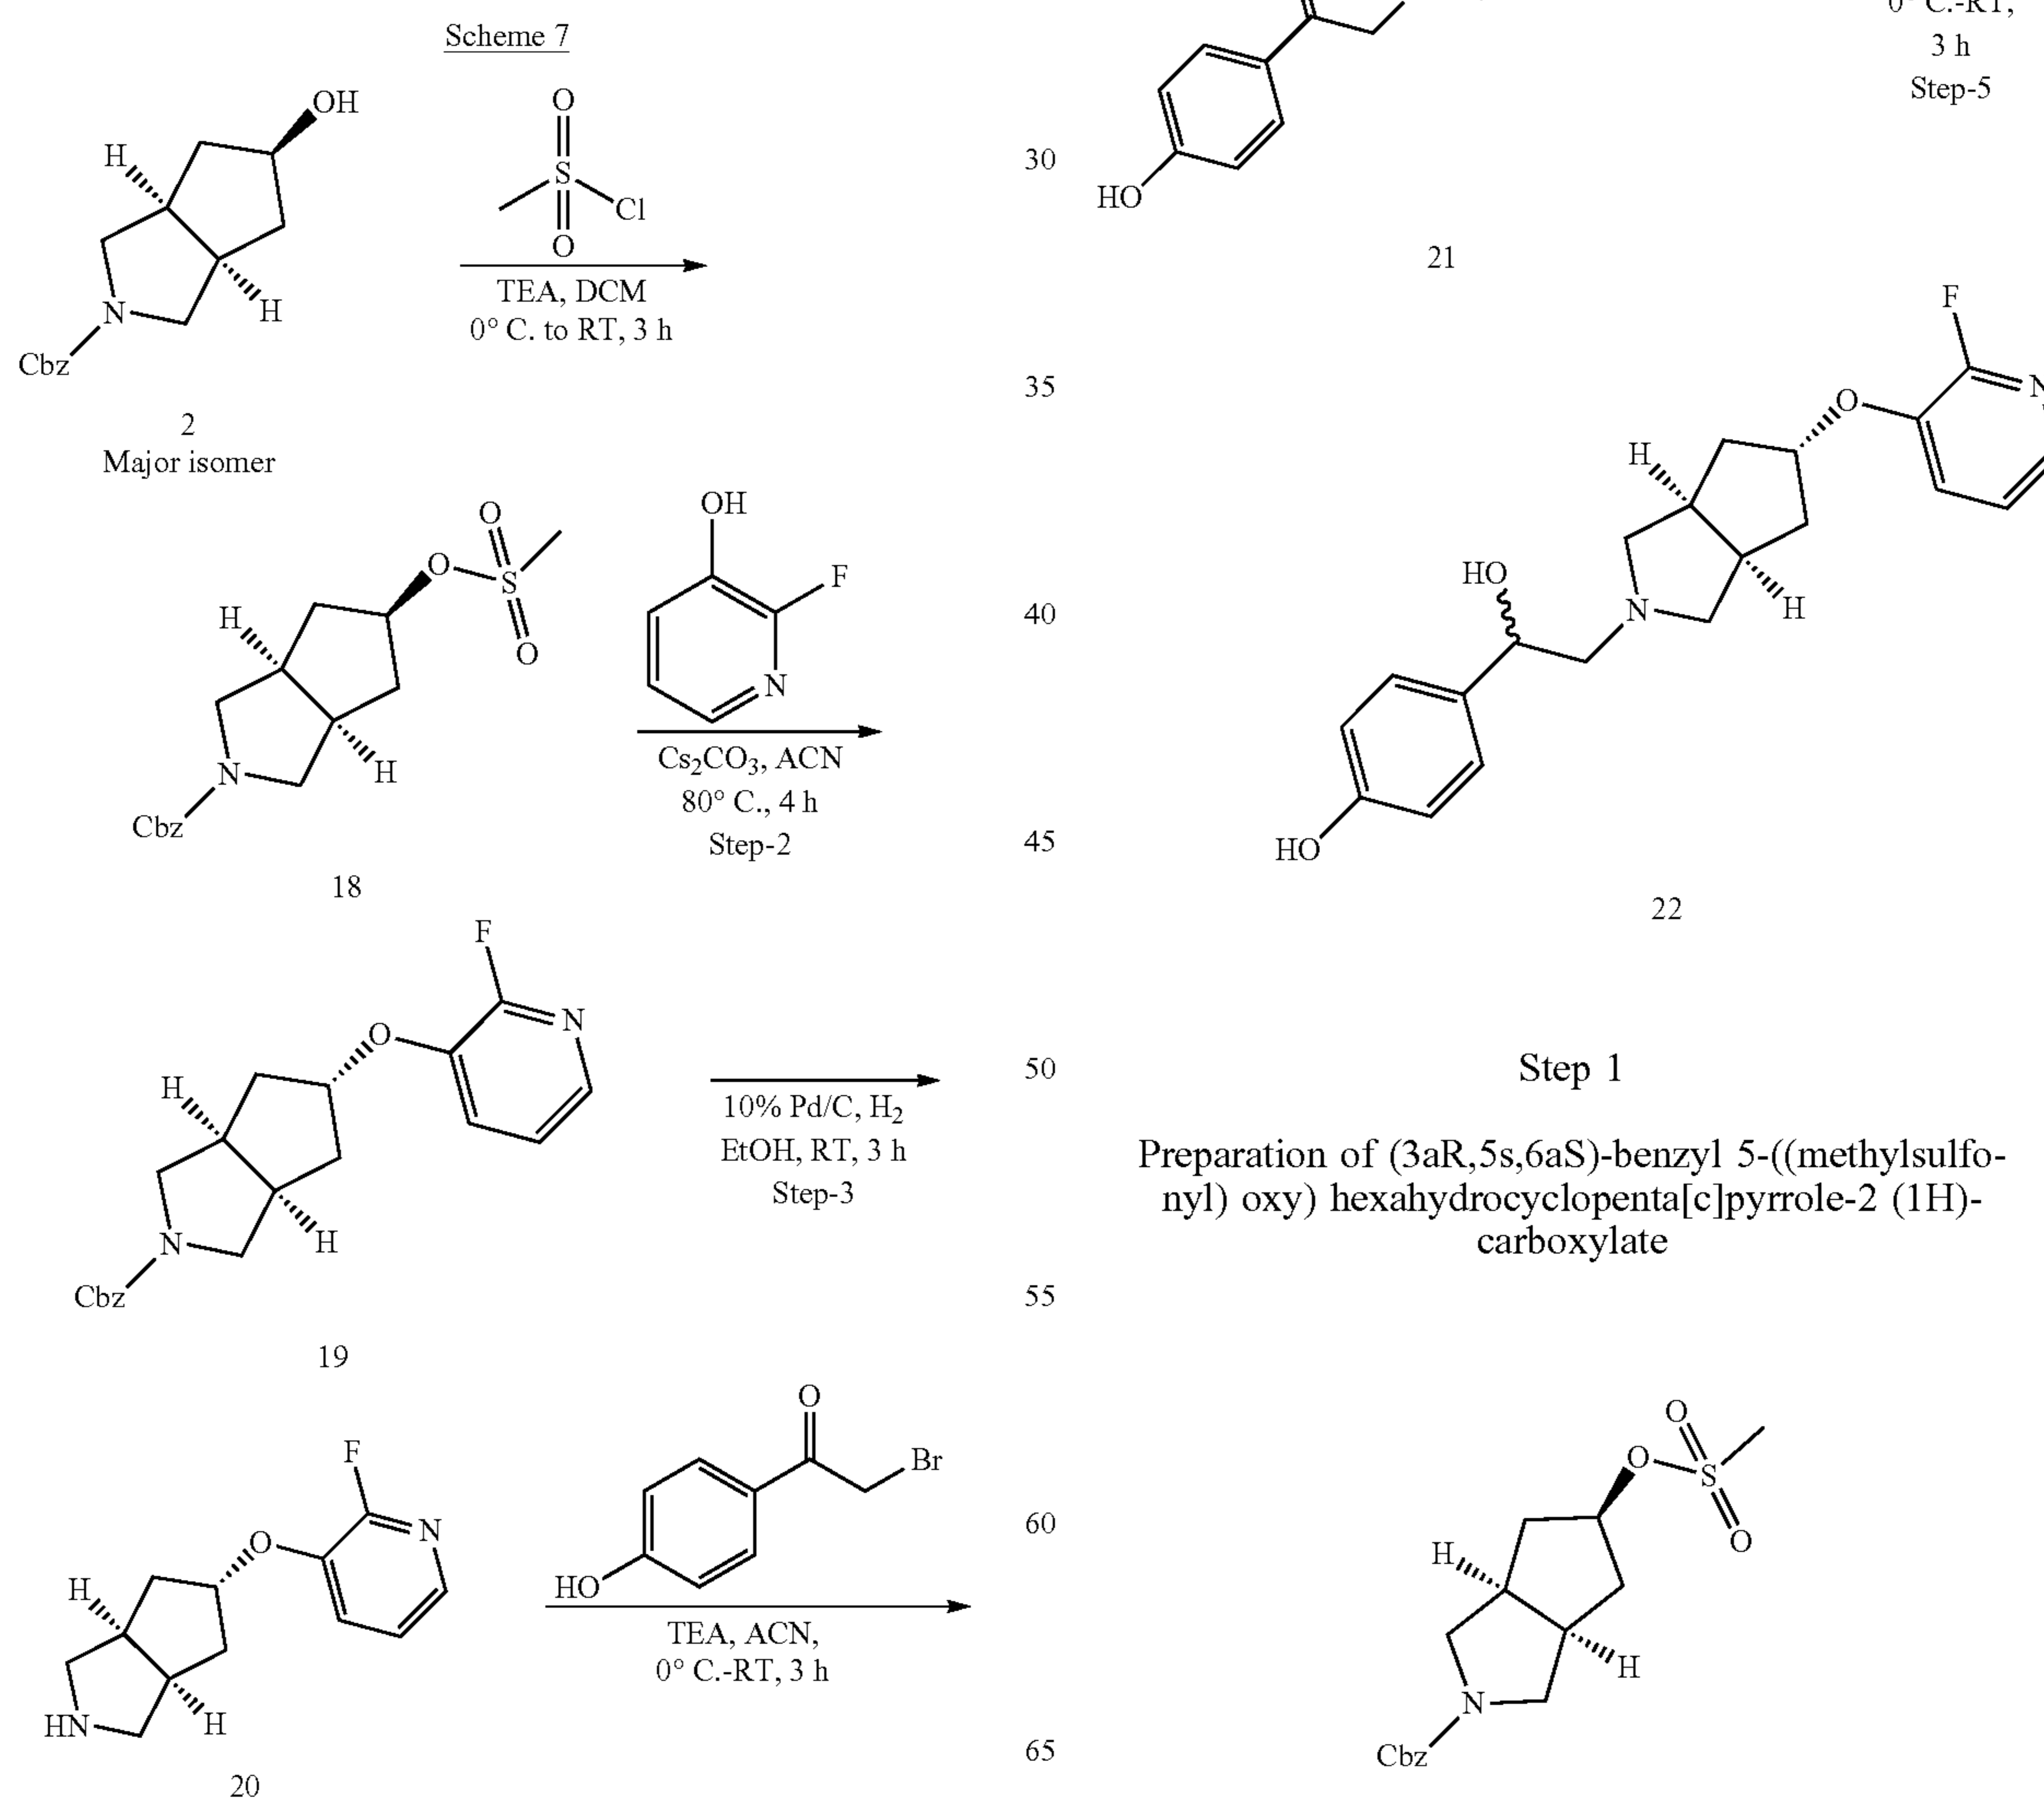 Scheme 7
OH
H
H
N
Cbz
2
Major isomer
O
S
Cl
O
TEA, DCM
0° C. to RT, 3 h
O
O
S
O
H
H
N
Cbz
18
OH
F
N
Cs₂CO₃, ACN
80° C., 4 h
Step-2
F
N
O
H
H
N
Cbz
19
10% Pd/C, H₂
EtOH, RT, 3 h
Step-3
F
N
O
H
H
HN
20
O
Br
HO
TEA, ACN,
0° C.-RT, 3 h
30
35
40
45
50
55
60
65
0° C.-RT,
3 h
Step-5
HO
21
F
N
O
H
H
N
HO
HO
22
Step 1
Preparation of (3aR,5s,6aS)-benzyl 5-((methylsulfo-
nyl) oxy) hexahydrocyclopenta[c]pyrrole-2 (1H)-
carboxylate
O
O
S
O
H
H
N
Cbz